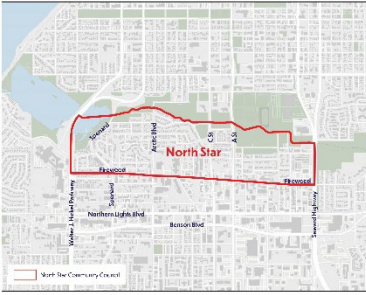 Spenard
Arctic Blvd
C St
A St
North Star
Fireweed
Fireweed
Spenard
Walter J. Hickel Parkway
Seward Highway
Northern Lights Blvd
Benson Blvd
North Star Community Council